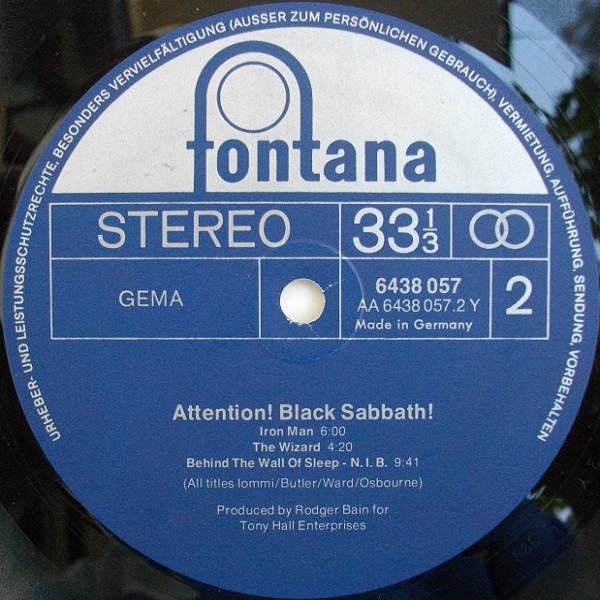 URHEBER- UND LEISTUNGSSCHUTZRECHTE, BESONDERS VERVIELFÄLTIGUNG (AUSSER ZUM PERSÖNLICHEN GEBRAUCH), VERMIETUNG, AUFFÜHRUNG, SENDUNG, VORBEHALTEN
fontana
STEREO 33 1/3
GEMA 6438 057 2
AA 6438 057.2 Y
Made in Germany
Attention! Black Sabbath!
Iron Man 6:00
The Wizard 4:20
Behind The Wall Of Sleep - N. I. B. 9:41
(All titles Iommi/Butler/Ward/Osbourne)
Produced by Rodger Bain for
Tony Hall Enterprises